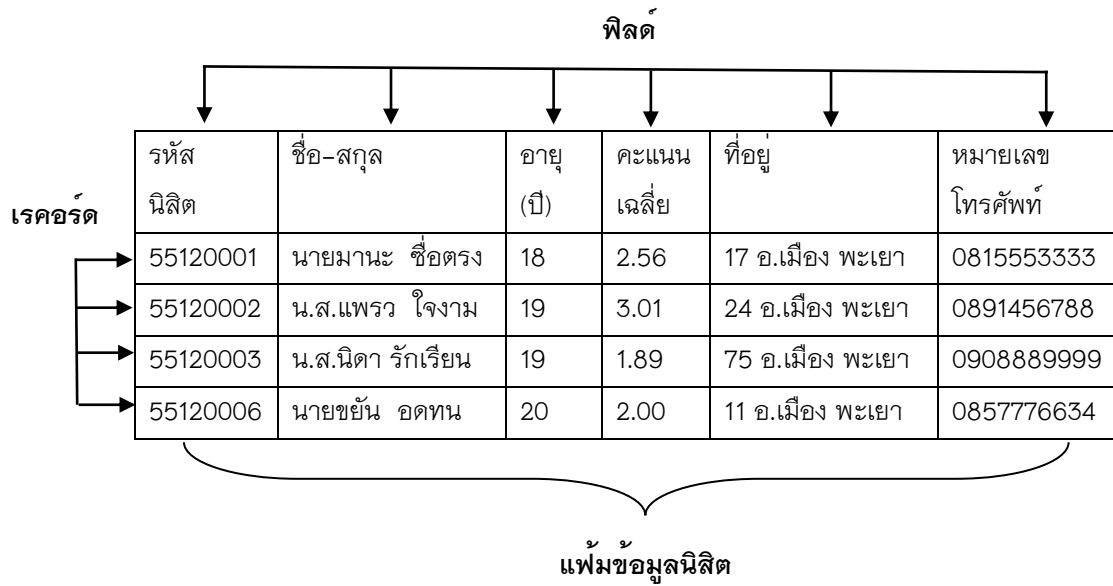 ฟิลด์
รหัส ชื่อ-สกุล อายุ คะแนน ที่อยู่ หมายเลข
นิสิต (ปี) เฉลี่ย โทรศัพท์
เรคอร์ด
55120001 นายมานะ ซื่อตรง 18 2.56 17 อ.เมือง พะเยา 0815553333
55120002 น.ส.แพรว ใจงาม 19 3.01 24 อ.เมือง พะเยา 0891456788
55120003 น.ส.นิดา รักเรียน 19 1.89 75 อ.เมือง พะเยา 0908889999
55120006 นายขยัน อดทน 20 2.00 11 อ.เมือง พะเยา 0857776634
แฟ้มข้อมูลนิสิต